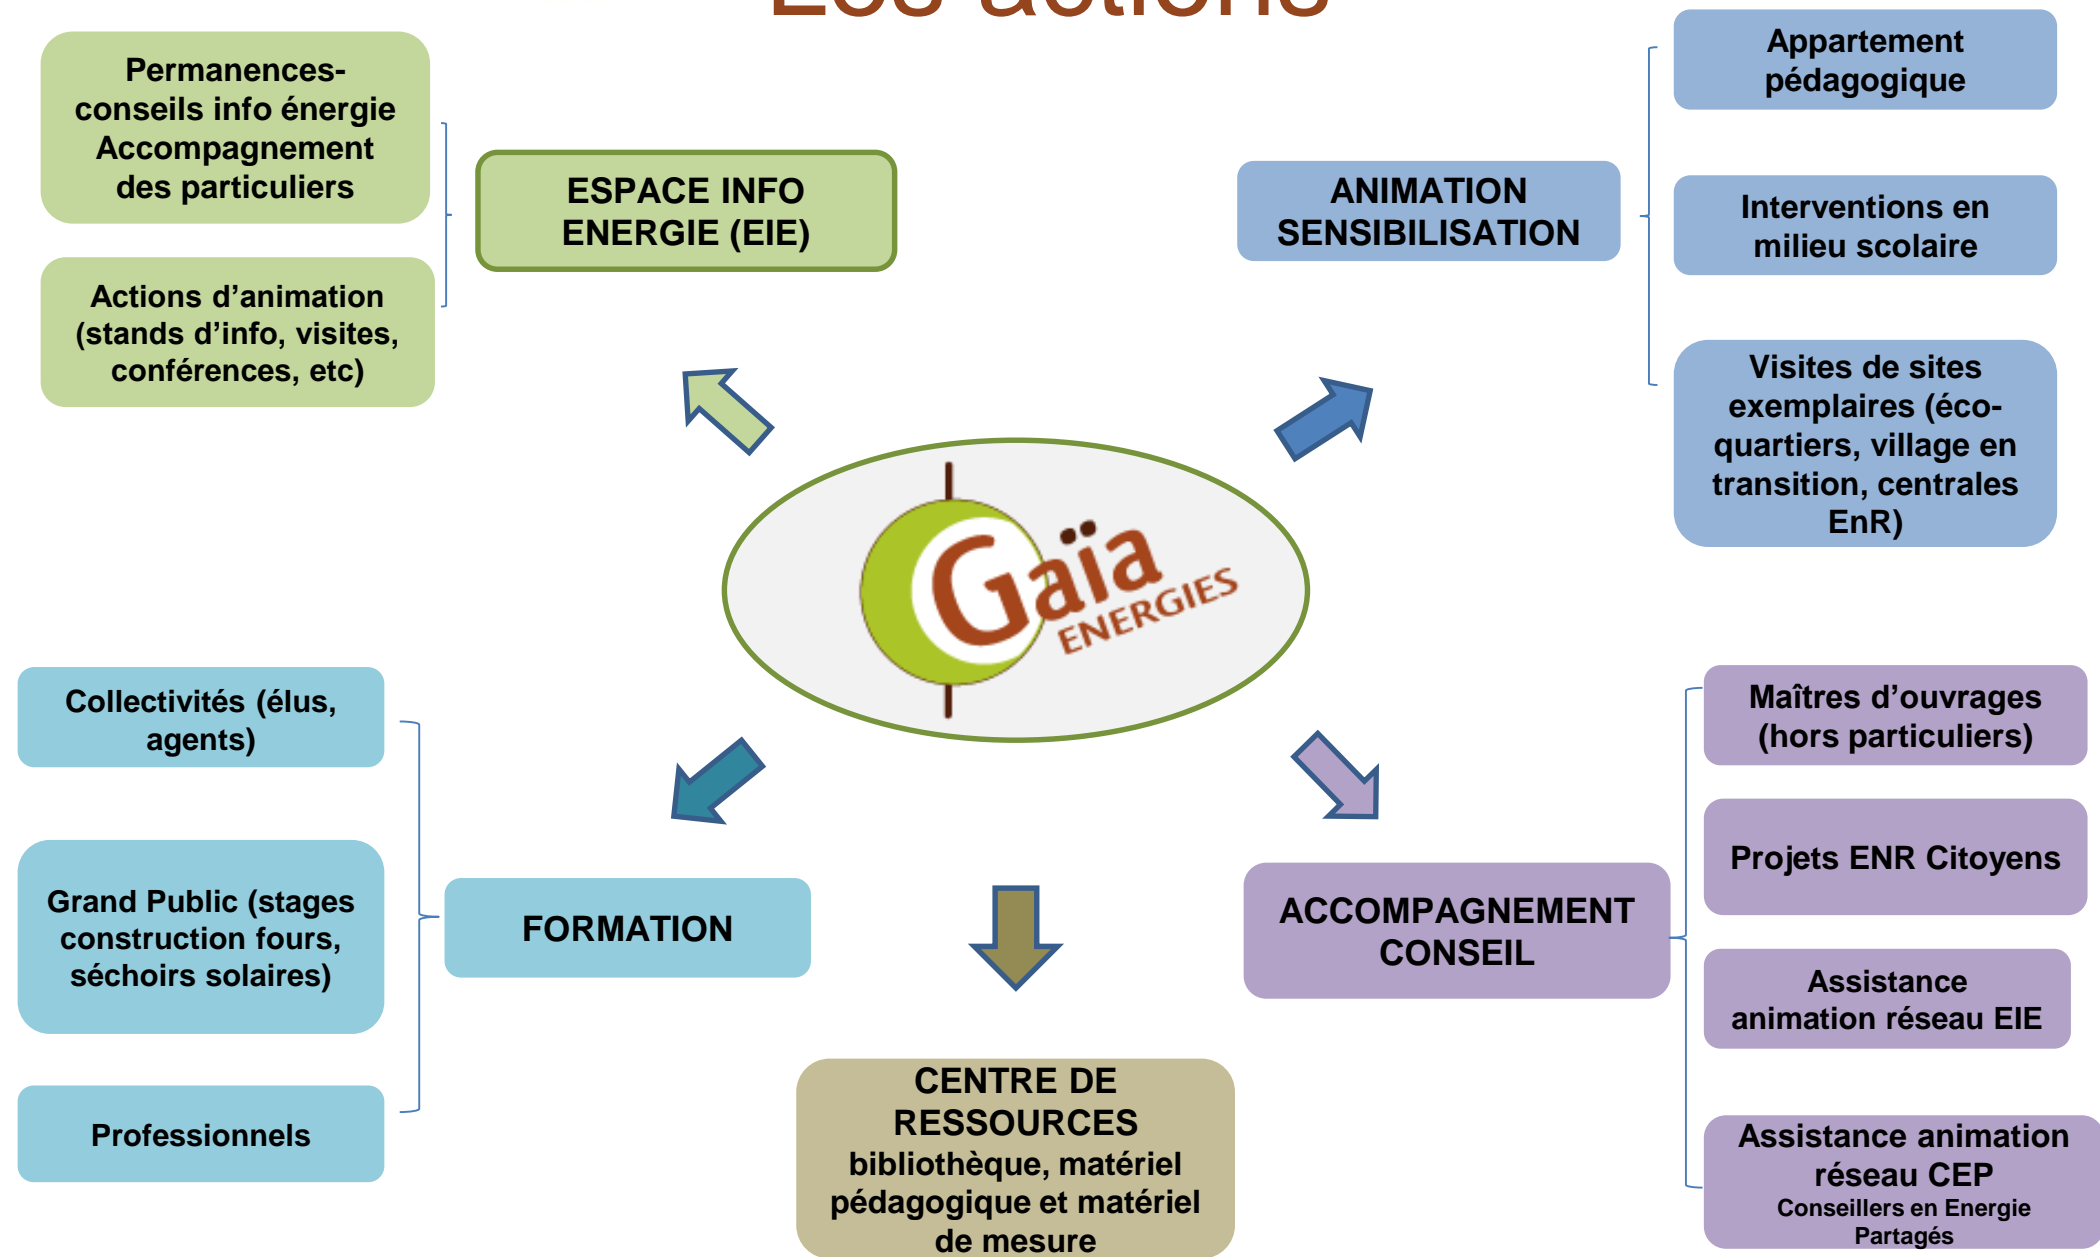 Les actions
Permanences-
conseils info énergie
Accompagnement
des particuliers
Actions d’animation
(stands d’info, visites,
conférences, etc)
ESPACE INFO
ENERGIE (EIE)
ANIMATION
SENSIBILISATION
Appartement
pédagogique
Interventions en
milieu scolaire
Visites de sites
exemplaires (éco-
quartiers, village en
transition, centrales
EnR)
Gaïa
ENERGIES
Collectivités (élus,
agents)
Grand Public (stages
construction fours,
séchoirs solaires)
Professionnels
FORMATION
CENTRE DE
RESSOURCES
bibliothèque, matériel
pédagogique et matériel
de mesure
ACCOMPAGNEMENT
CONSEIL
Maîtres d’ouvrages
(hors particuliers)
Projets ENR Citoyens
Assistance
animation réseau EIE
Assistance animation
réseau CEP
Conseillers en Energie
Partagés